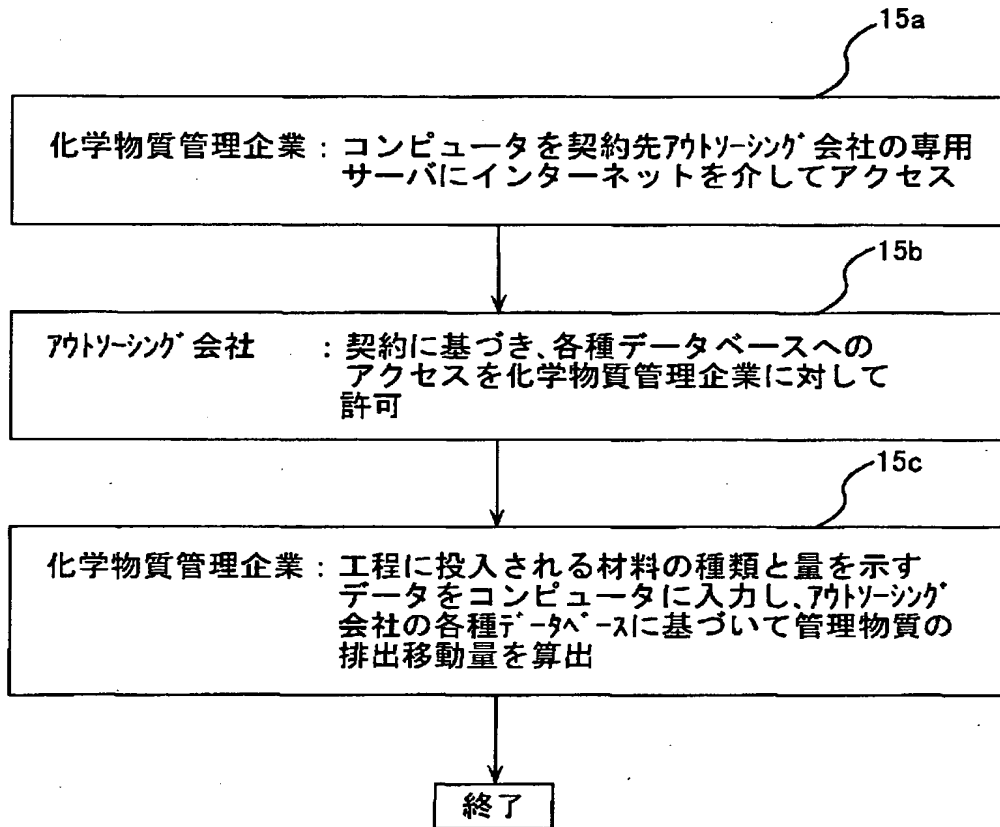 15a
化学物質管理企業：コンピュータを契約先ｱｳﾄｿｰｼﾝｸﾞ会社の専用
サーバにインターネットを介してアクセス
15b
ｱｳﾄｿｰｼﾝｸﾞ会社　：契約に基づき、各種データベースへの
アクセスを化学物質管理企業に対して
許可
15c
化学物質管理企業：工程に投入される材料の種類と量を示す
データをコンピュータに入力し、ｱｳﾄｿｰｼﾝｸﾞ
会社の各種ﾃﾞｰﾀﾍﾞｰｽに基づいて管理物質の
排出移動量を算出
終了